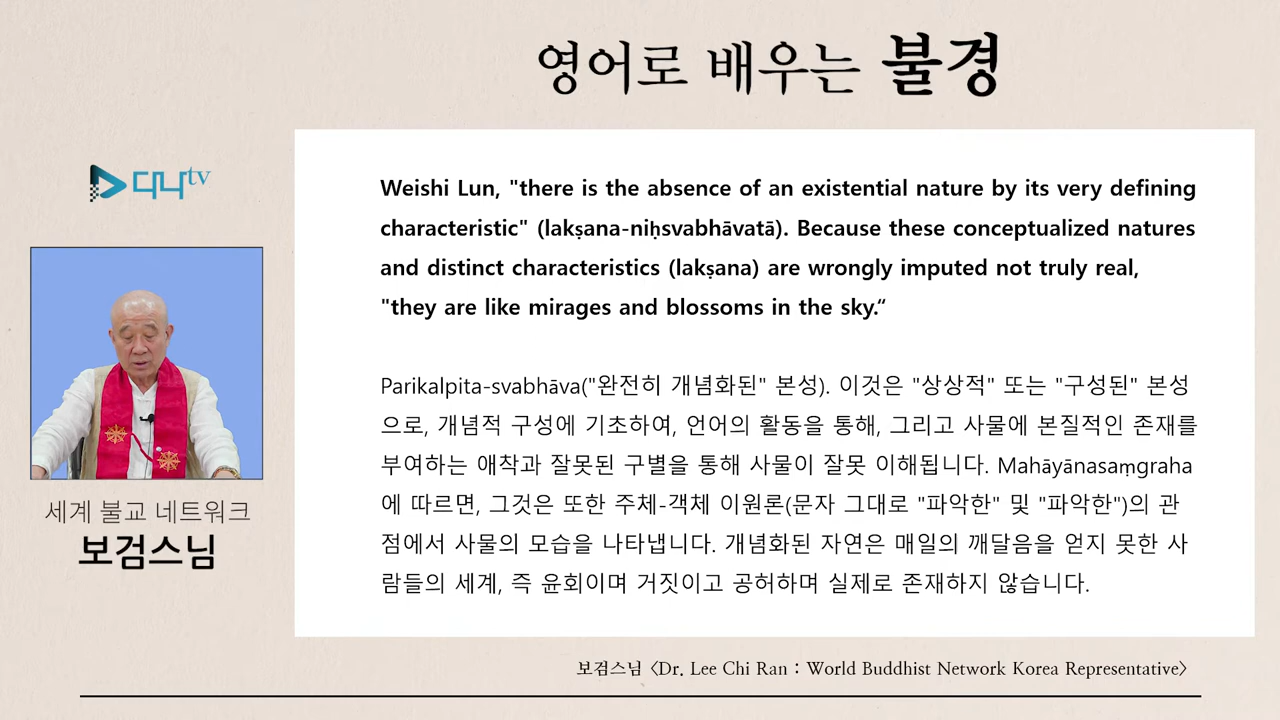 영어로 배우는 불경
디나tv
Weishi Lun, "there is the absence of an existential nature by its very defining
characteristic" (lakṣana-niḥsvabhāvatā). Because these conceptualized natures
and distinct characteristics (lakṣana) are wrongly imputed not truly real,
"they are like mirages and blossoms in the sky.“
Parikalpita-svabhāva("완전히 개념화된" 본성). 이것은 "상상적" 또는 "구성된" 본성
으로, 개념적 구성에 기초하여, 언어의 활동을 통해, 그리고 사물에 본질적인 존재를
부여하는 애착과 잘못된 구별을 통해 사물이 잘못 이해됩니다. Mahāyānasaṃgraha
에 따르면, 그것은 또한 주체-객체 이원론(문자 그대로 "파악한" 및 "파악한")의 관
점에서 사물의 모습을 나타냅니다. 개념화된 자연은 매일의 깨달음을 얻지 못한 사
람들의 세계, 즉 윤회이며 거짓이고 공허하며 실제로 존재하지 않습니다.
세계 불교 네트워크
보검스님
보검스님 <Dr. Lee Chi Ran : World Buddhist Network Korea Representative>